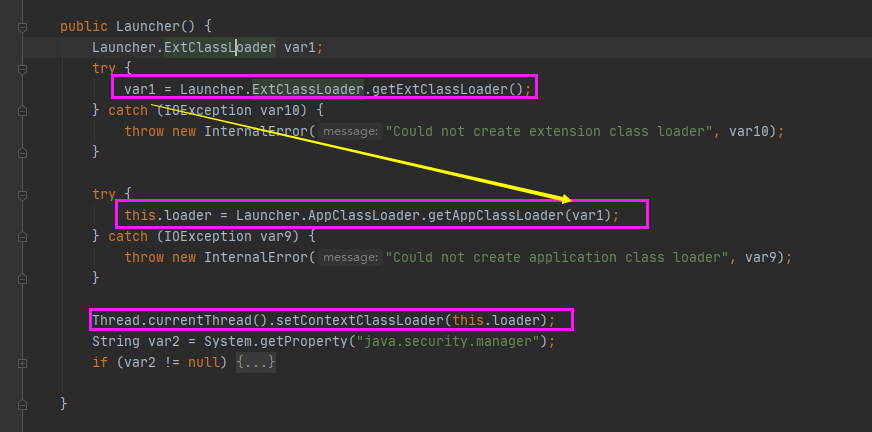 public Launcher() {
Launcher.ExtClassLoader var1;
try {
var1 = Launcher.ExtClassLoader.getExtClassLoader();
} catch (IOException var10) {
throw new InternalError( message: "Could not create extension class loader", var10);
}
try {
this.loader = Launcher.AppClassLoader.getAppClassLoader(var1);
} catch (IOException var9) {
throw new InternalError( message: "Could not create application class loader", var9);
}
Thread.currentThread().setContextClassLoader(this.loader);
String var2 = System.getProperty("java.security.manager");
if (var2 != null) {...}
}